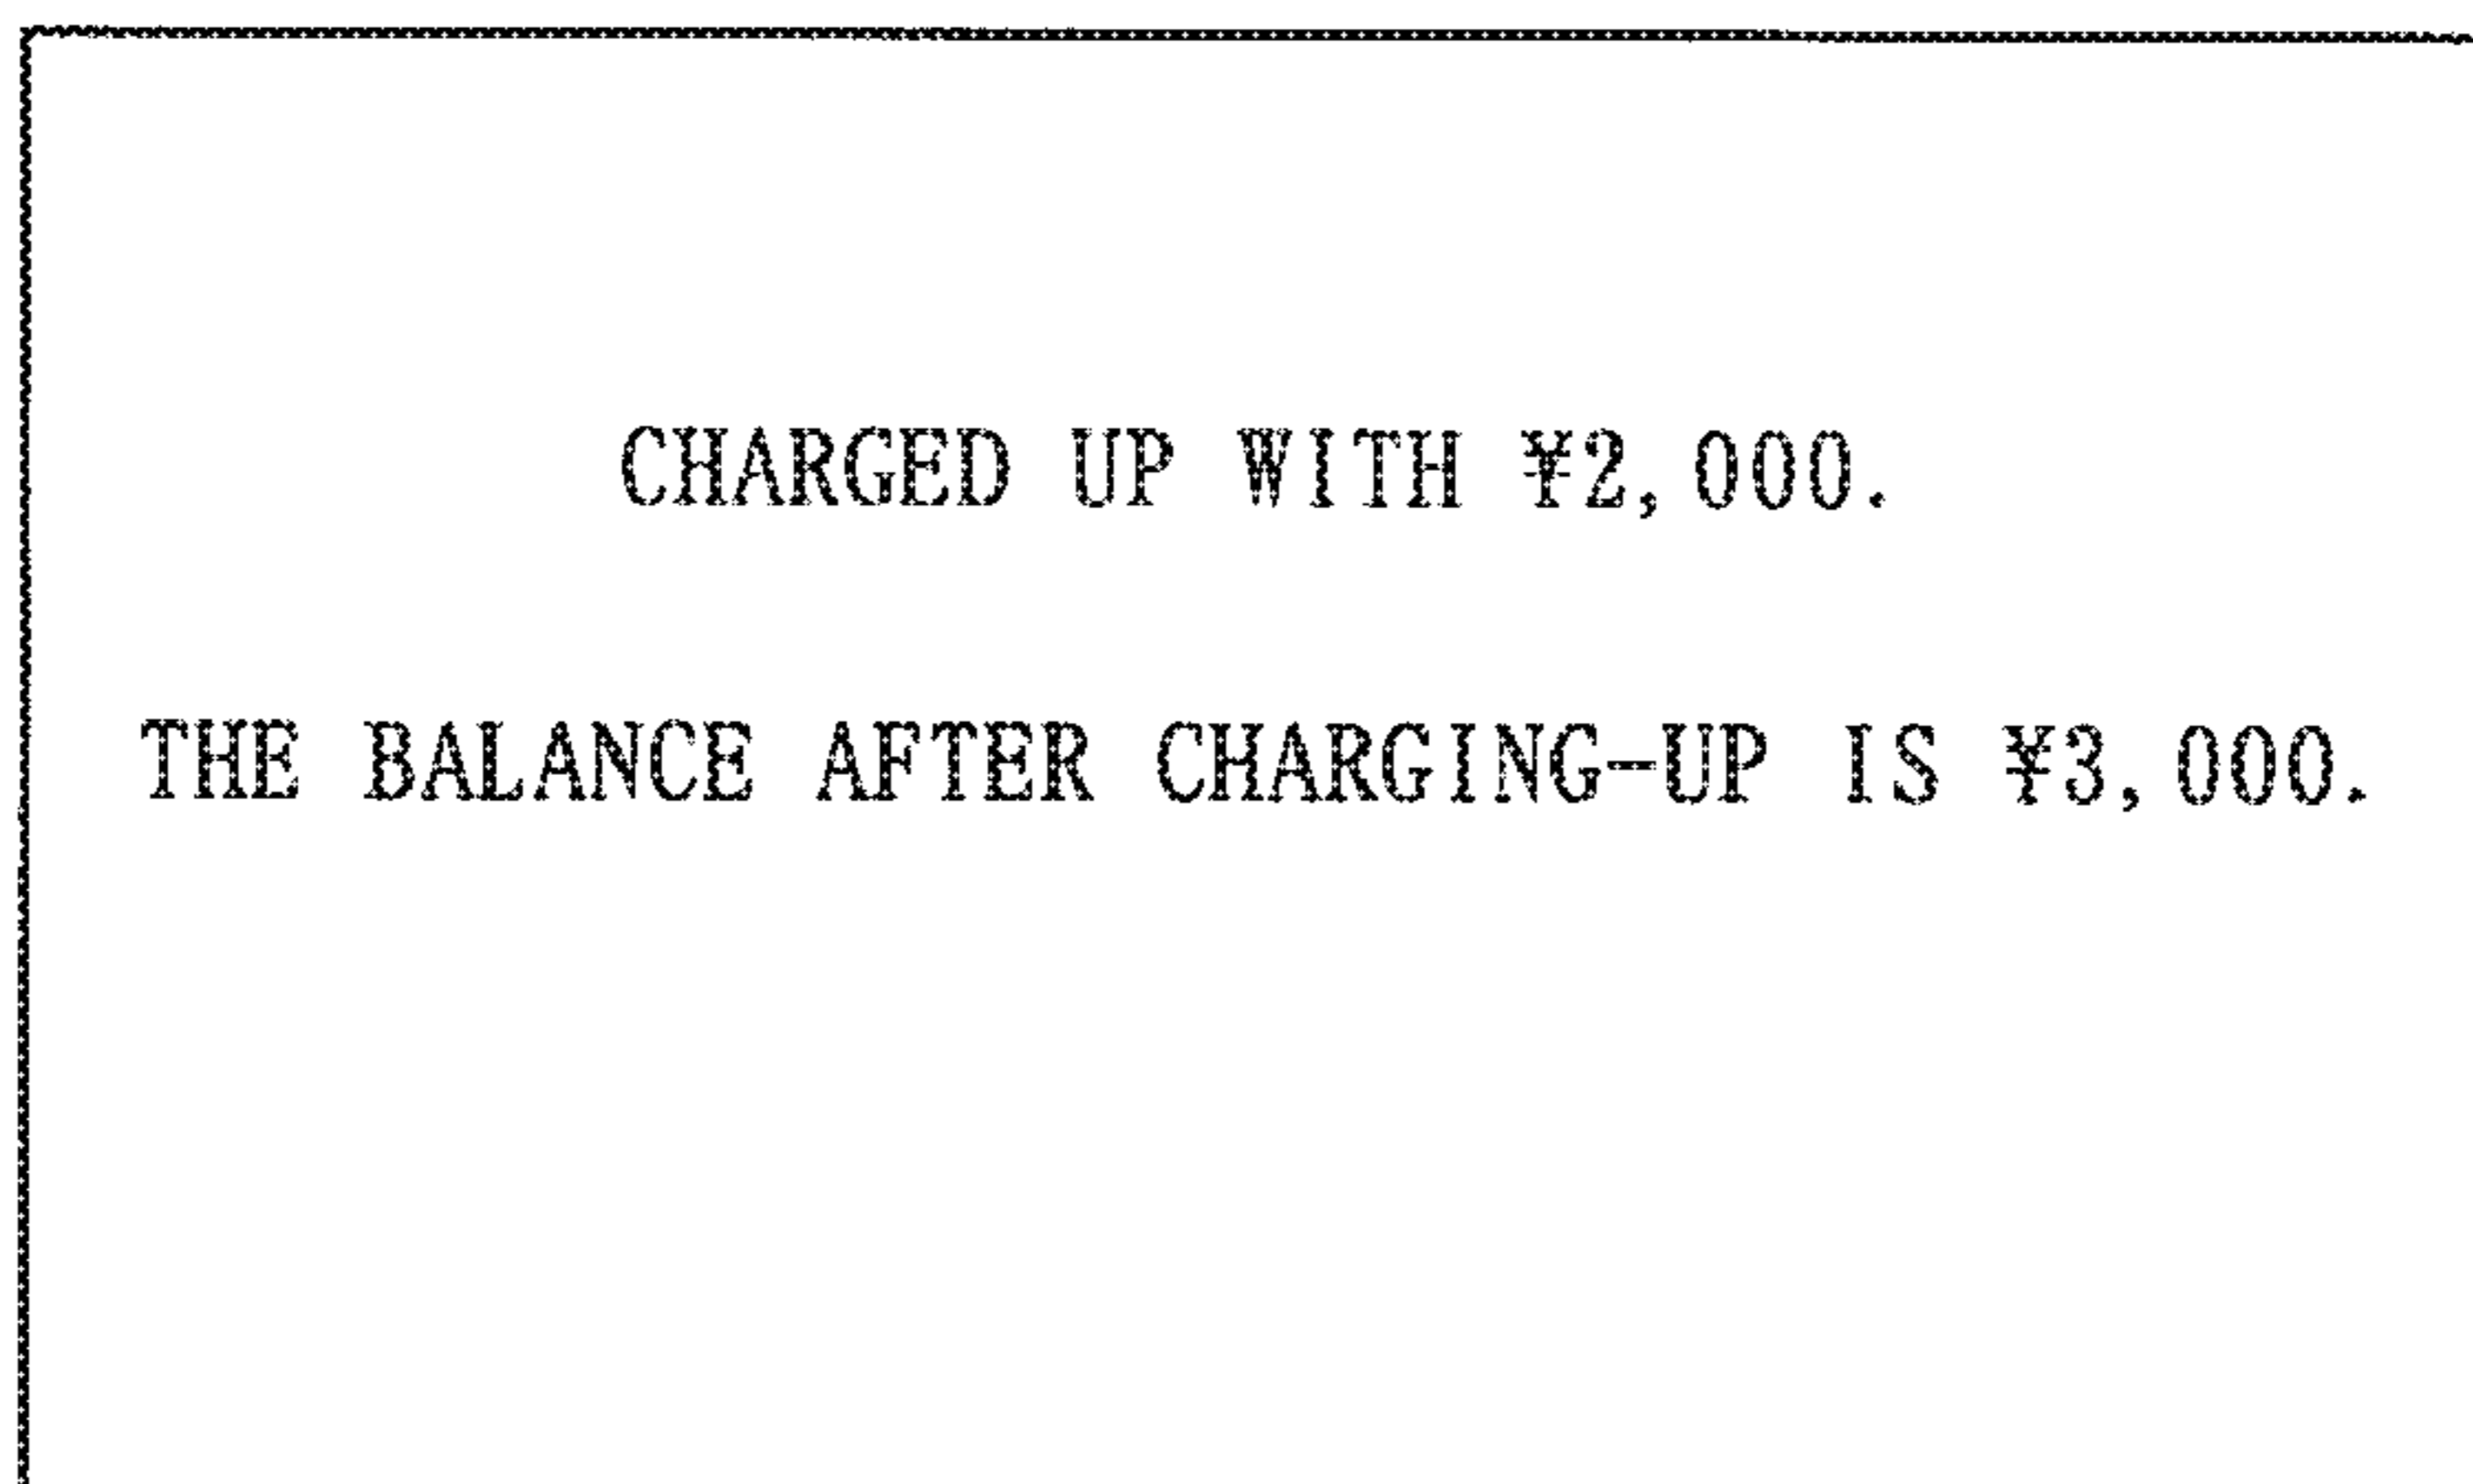 CHARGED UP WITH ¥2,000.
THE BALANCE AFTER CHARGING-UP IS ¥3,000.